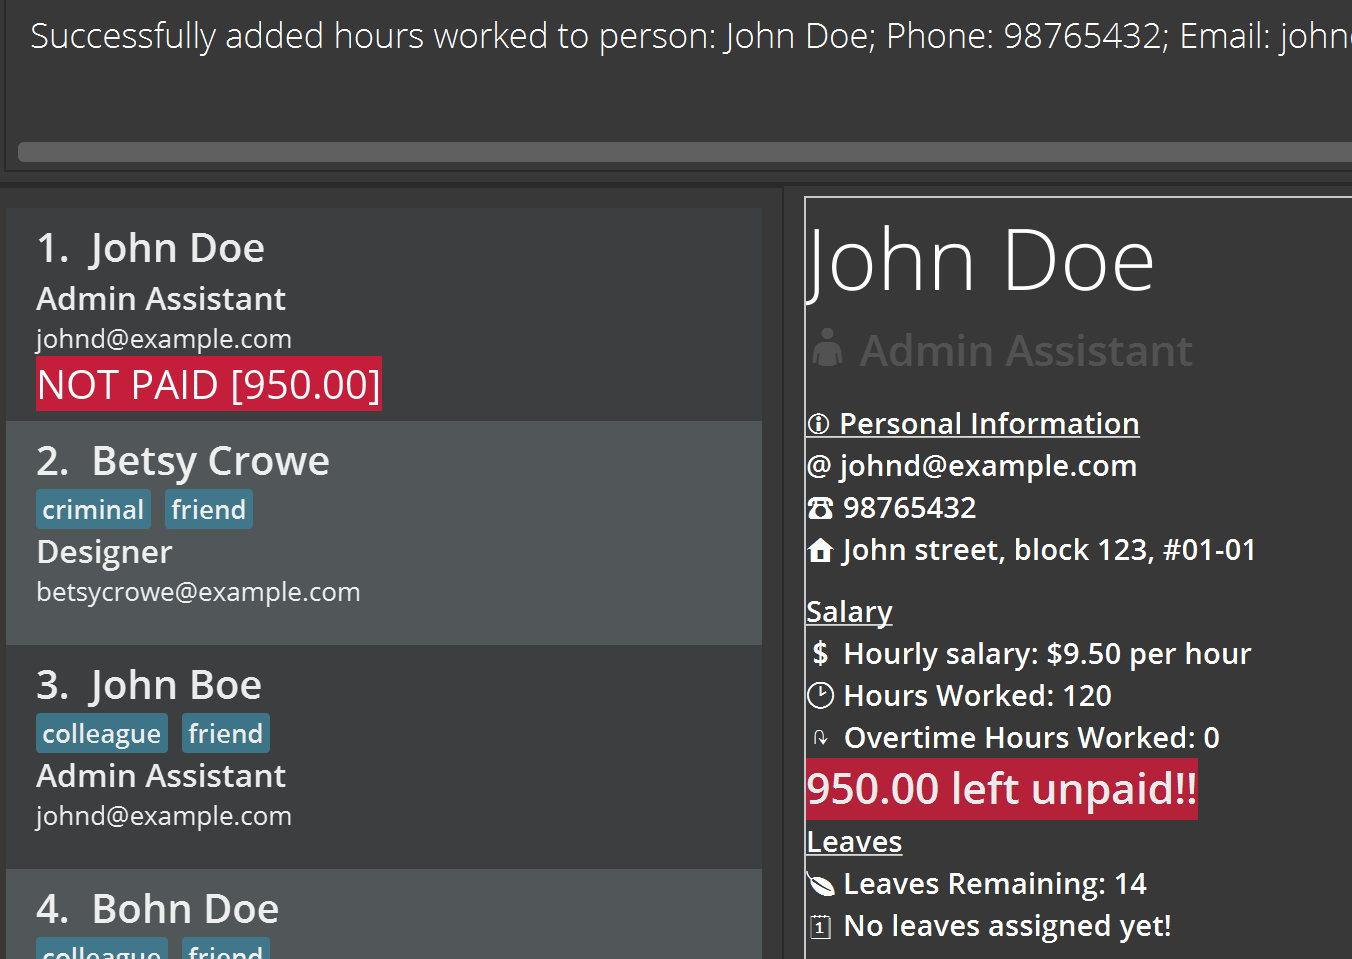 Successfully added hours worked to person: John Doe; Phone: 98765432; Email: john
1. John Doe
Admin Assistant
johnd@example.com
NOT PAID [950.00]
2. Betsy Crowe
criminal friend
Designer
betsycrowe@example.com
3. John Boe
colleague friend
Admin Assistant
johnd@example.com
4. Bohn Doe
colleague friend
John Doe
Admin Assistant
Personal Information
@ johnd@example.com
98765432
John street, block 123, #01-01
Salary
$ Hourly salary: $9.50 per hour
Hours Worked: 120
Overtime Hours Worked: 0
950.00 left unpaid!!
Leaves
Leaves Remaining: 14
1 No leaves assigned yet!